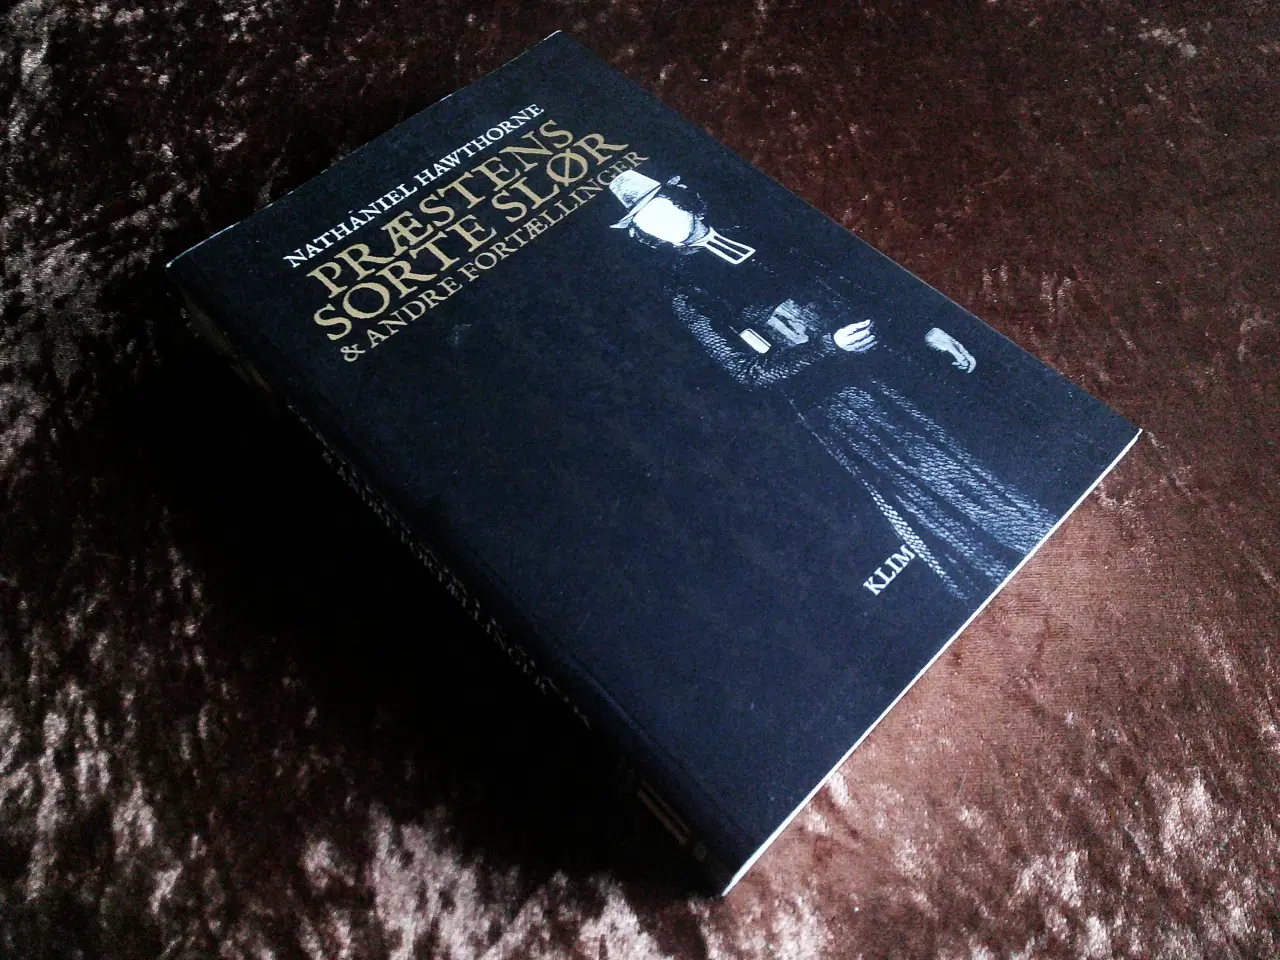 NATHANIEL HAWTHORNE
PRÆSTENS
SORTE SLØR
& ANDRE FORTÆLLINGER
KLIM